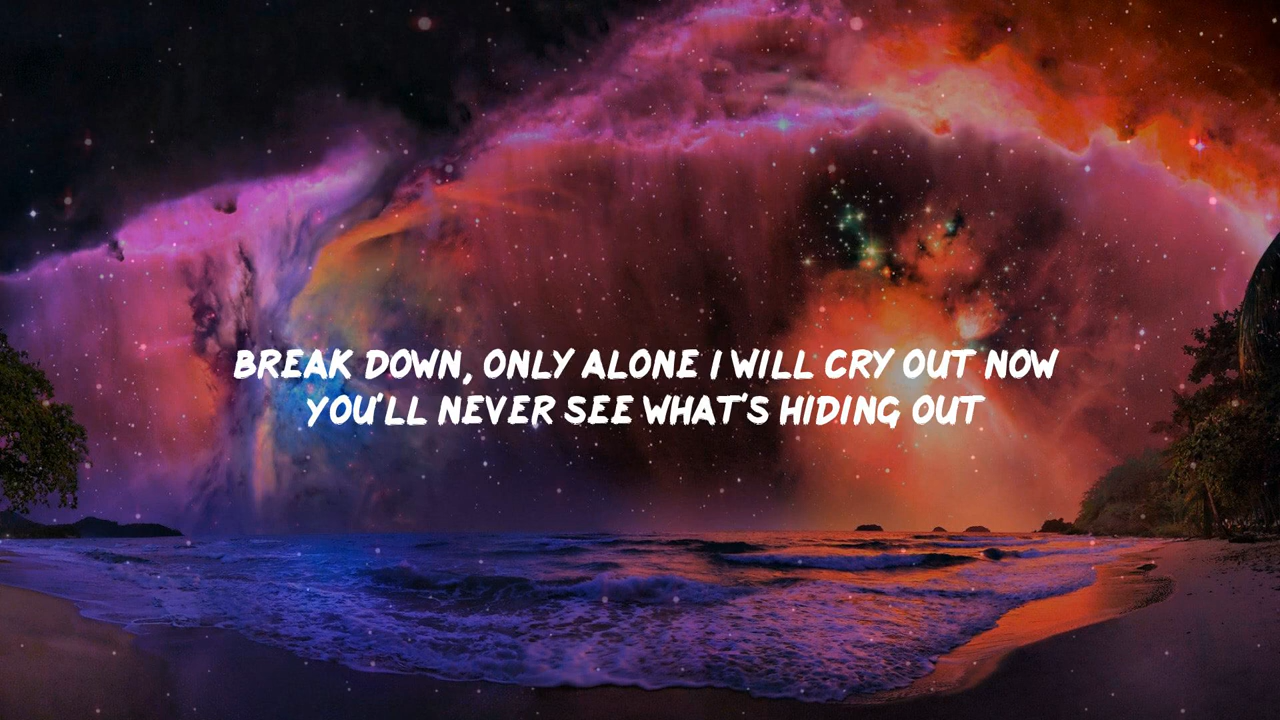 BREAK DOWN, ONLY ALONE I WILL CRY OUT NOW
YOU'LL NEVER SEE WHAT'S HIDING OUT